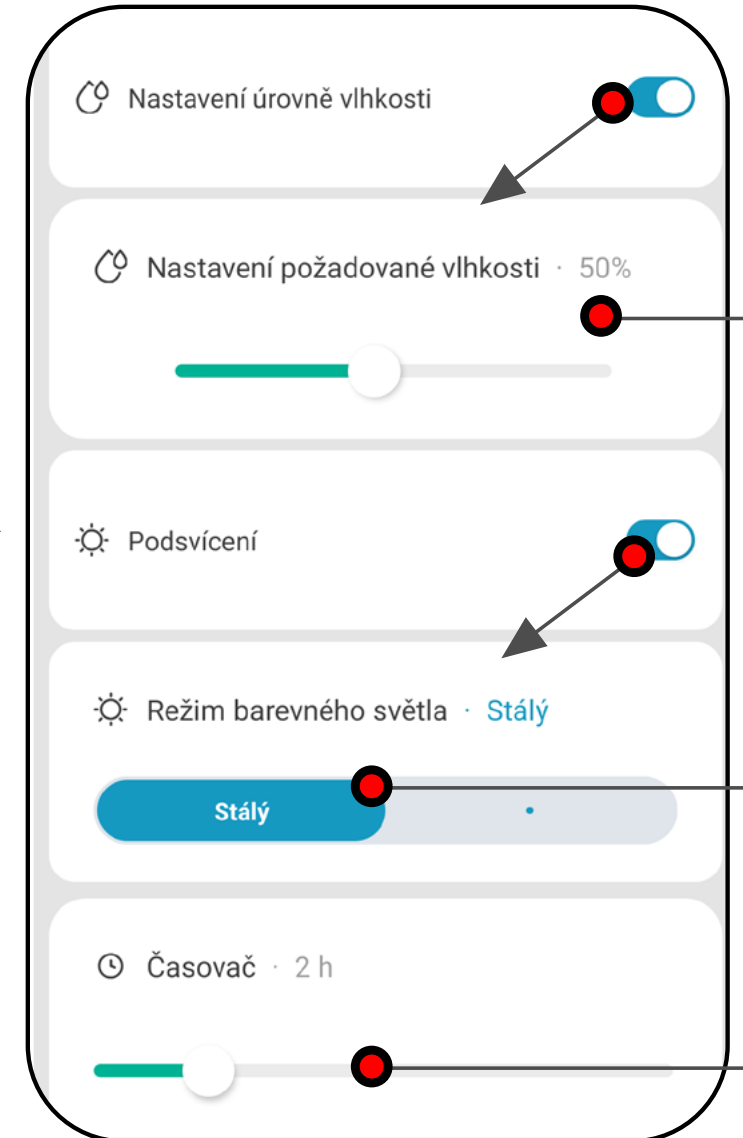 Nastavení úrovně vlhkosti
Nastavení požadované vlhkosti · 50%
Podsvícení
Režim barevného světla · Stálý
Stálý
Časovač · 2 h